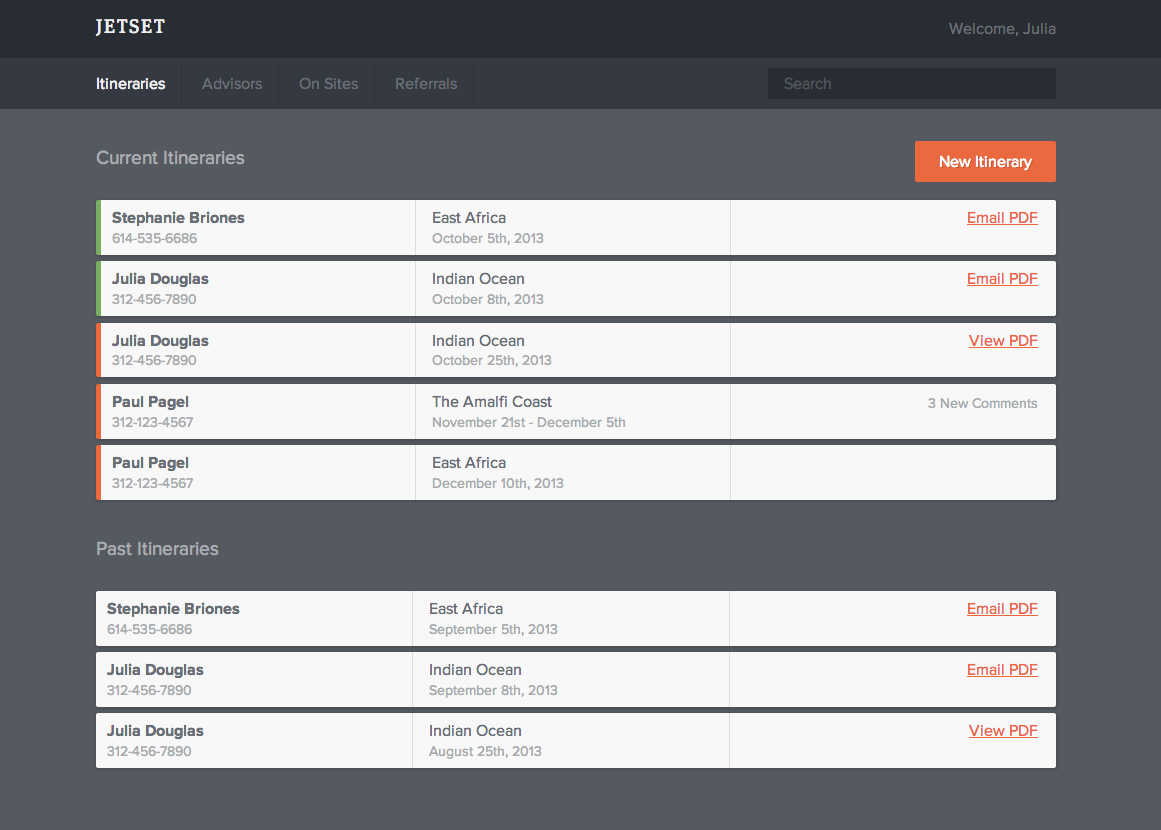 JETSET
Welcome, Julia
Itineraries Advisors On Sites Referrals Search
Current Itineraries
New Itinerary
Stephanie Briones East Africa Email PDF
614-535-6686 October 5th, 2013
Julia Douglas Indian Ocean Email PDF
312-456-7890 October 8th, 2013
Julia Douglas Indian Ocean View PDF
312-456-7890 October 25th, 2013
Paul Pagel The Amalfi Coast 3 New Comments
312-123-4567 November 21st - December 5th
Paul Pagel East Africa
312-123-4567 December 10th, 2013
Past Itineraries
Stephanie Briones East Africa Email PDF
614-535-6686 September 5th, 2013
Julia Douglas Indian Ocean Email PDF
312-456-7890 September 8th, 2013
Julia Douglas Indian Ocean View PDF
312-456-7890 August 25th, 2013